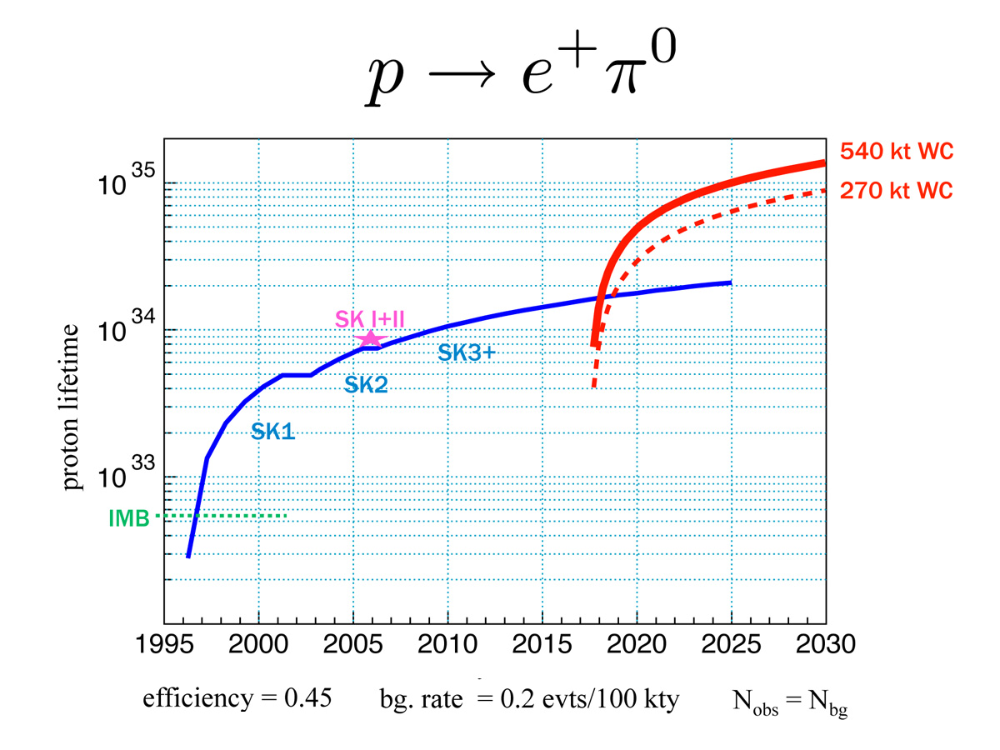 p → e⁺π⁰
540 kt WC
10³⁵
270 kt WC
SK I+II
10³⁴
SK3+
SK2
SK1
10³³
IMB
proton lifetime
1995 2000 2005 2010 2015 2020 2025 2030
efficiency = 0.45 bg. rate = 0.2 evts/100 kty N_obs = N_bg